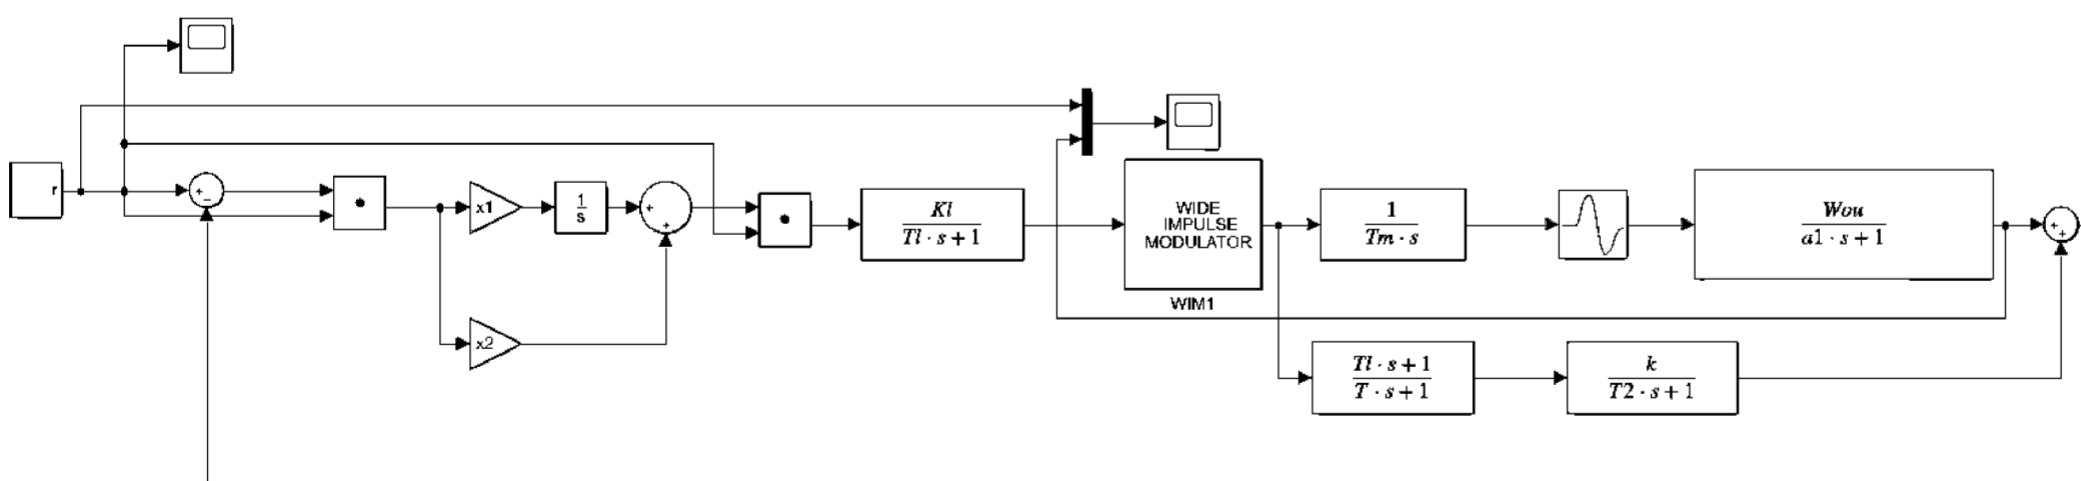 r
+
−
x1
1
s
+
+
Kl
Tl · s + 1
WIDE
IMPULSE
MODULATOR
WIM1
1
Tm · s
Wou
a1 · s + 1
+
+
x2
Tl · s + 1
T · s + 1
k
T2 · s + 1